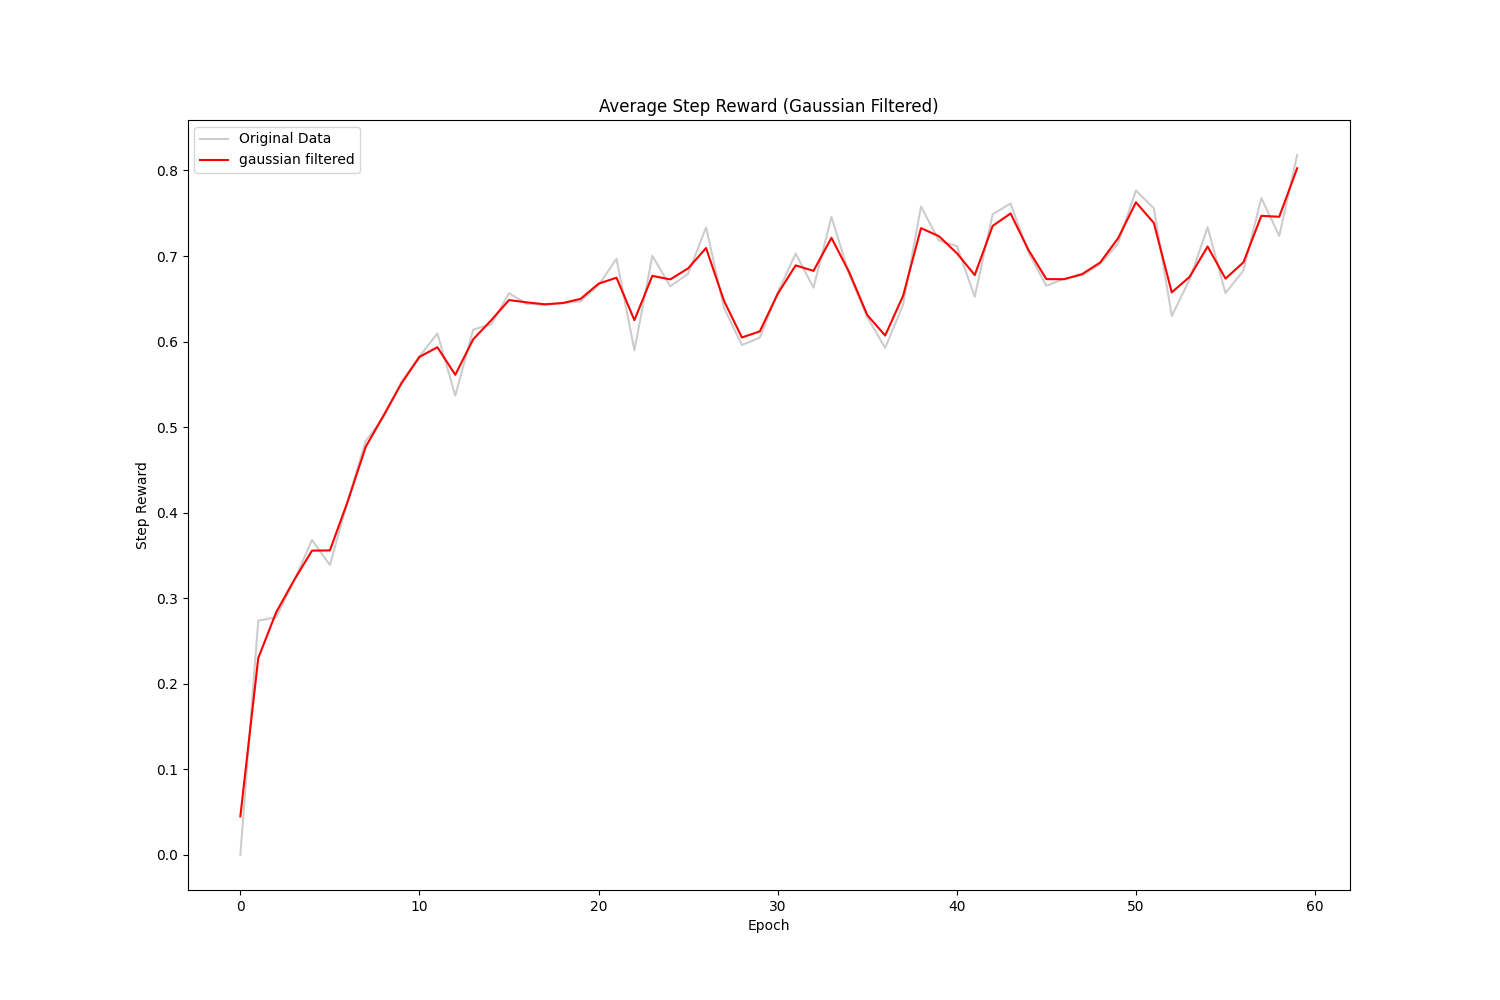 Average Step Reward (Gaussian Filtered)
Original Data
gaussian filtered
Step Reward
0.8
0.7
0.6
0.5
0.4
0.3
0.2
0.1
0.0
0 10 20 30 40 50 60
Epoch